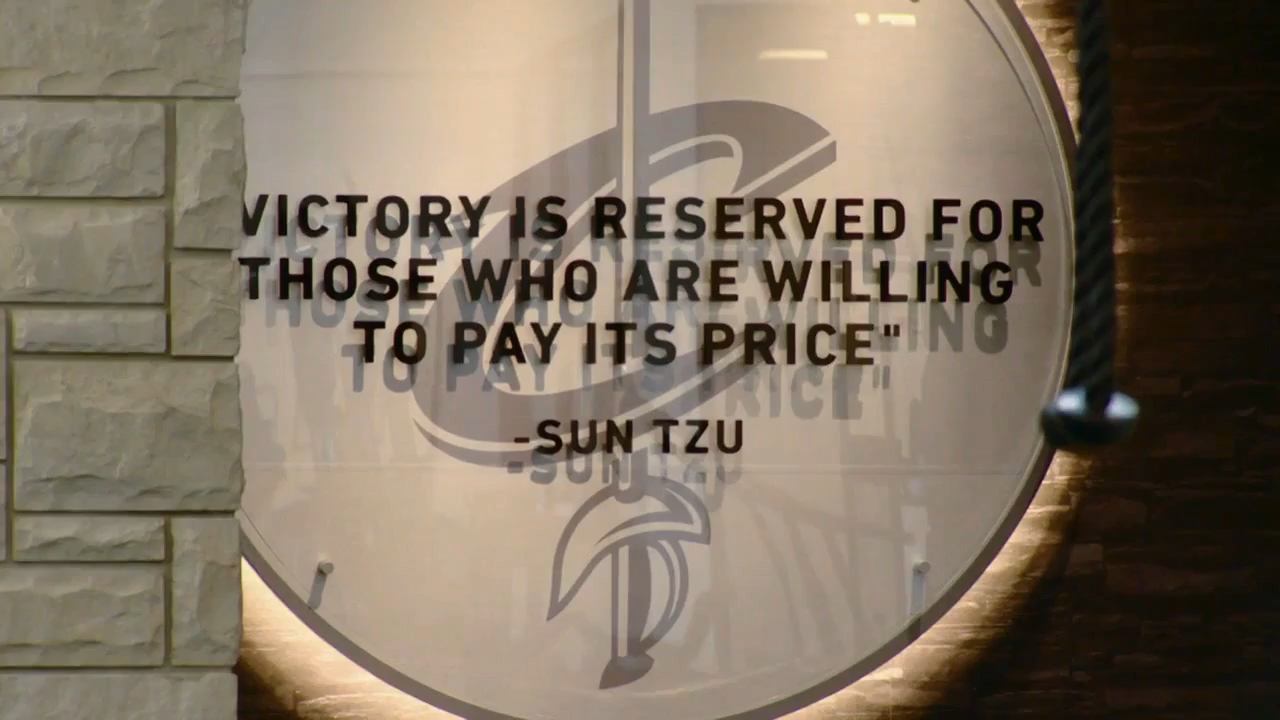 VICTORY IS RESERVED FOR
THOSE WHO ARE WILLING
TO PAY ITS PRICE"
-SUN TZU